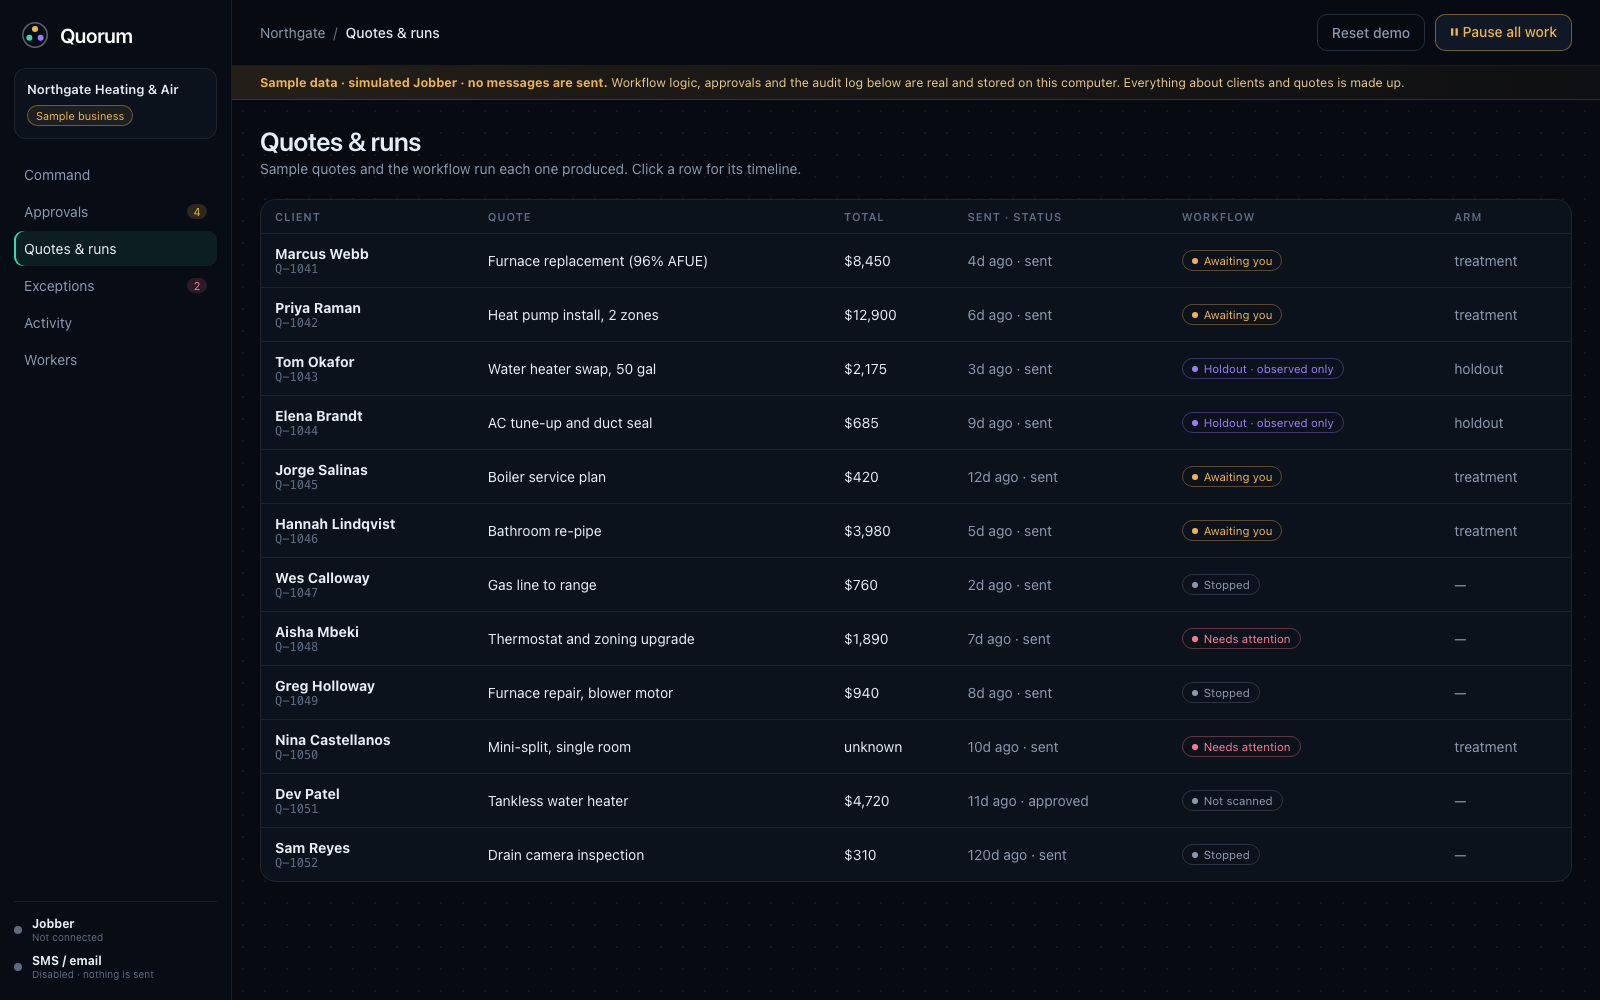 Quorum
Northgate Heating & Air
Sample business
Command
Approvals 4
Quotes & runs
Exceptions 2
Activity
Workers
Jobber
Not connected
SMS / email
Disabled · nothing is sent
Northgate / Quotes & runs
Reset demo
Pause all work
Sample data · simulated Jobber · no messages are sent. Workflow logic, approvals and the audit log below are real and stored on this computer. Everything about clients and quotes is made up.
Quotes & runs
Sample quotes and the workflow run each one produced. Click a row for its timeline.
CLIENT QUOTE TOTAL SENT · STATUS WORKFLOW ARM
Marcus Webb
Q-1041
Furnace replacement (96% AFUE) $8,450 4d ago · sent Awaiting you treatment
Priya Raman
Q-1042
Heat pump install, 2 zones $12,900 6d ago · sent Awaiting you treatment
Tom Okafor
Q-1043
Water heater swap, 50 gal $2,175 3d ago · sent Holdout · observed only holdout
Elena Brandt
Q-1044
AC tune-up and duct seal $685 9d ago · sent Holdout · observed only holdout
Jorge Salinas
Q-1045
Boiler service plan $420 12d ago · sent Awaiting you treatment
Hannah Lindqvist
Q-1046
Bathroom re-pipe $3,980 5d ago · sent Awaiting you treatment
Wes Calloway
Q-1047
Gas line to range $760 2d ago · sent Stopped —
Aisha Mbeki
Q-1048
Thermostat and zoning upgrade $1,890 7d ago · sent Needs attention —
Greg Holloway
Q-1049
Furnace repair, blower motor $940 8d ago · sent Stopped —
Nina Castellanos
Q-1050
Mini-split, single room unknown 10d ago · sent Needs attention treatment
Dev Patel
Q-1051
Tankless water heater $4,720 11d ago · approved Not scanned —
Sam Reyes
Q-1052
Drain camera inspection $310 120d ago · sent Stopped —